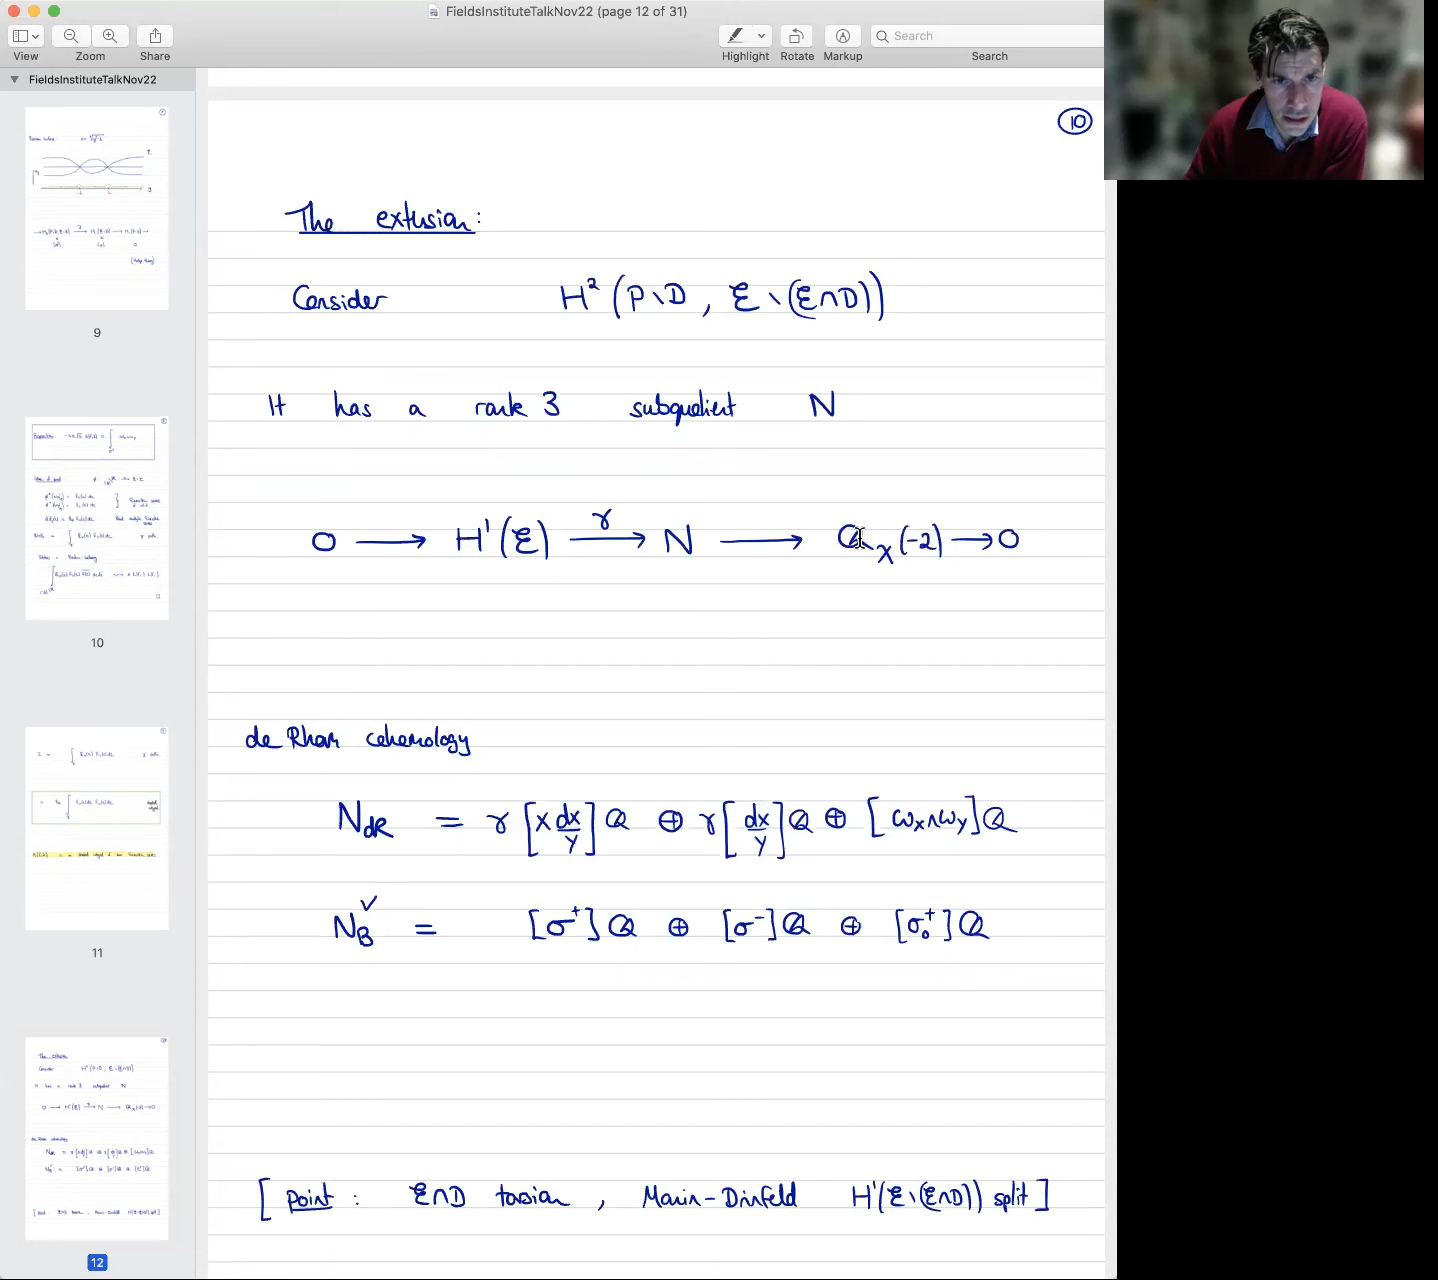 FieldsInstituteTalkNov22 (page 12 of 31)
View Zoom Share Highlight Rotate Markup Search Search
FieldsInstituteTalkNov22
9
10
11
12
10
The extusion:
Consider H²(P\D, ℰ\(ℰ∩D))
It has a rank 3 subquotient N
0 ⟶ H¹(ℰ) ⟶^γ N ⟶ ℚ_χ(-2) ⟶ 0
de Rham cohomology
N_dR = γ[x dx/y]ℚ ⊕ γ[dx/y]ℚ ⊕ [ω_x∧ω_y]ℚ
N_B^∨ = [σ⁺]ℚ ⊕ [σ⁻]ℚ ⊕ [σ₀⁺]ℚ
[ Point : ℰ∩D torsion , Manin-Drinfeld H¹(ℰ\(ℰ∩D)) split ]